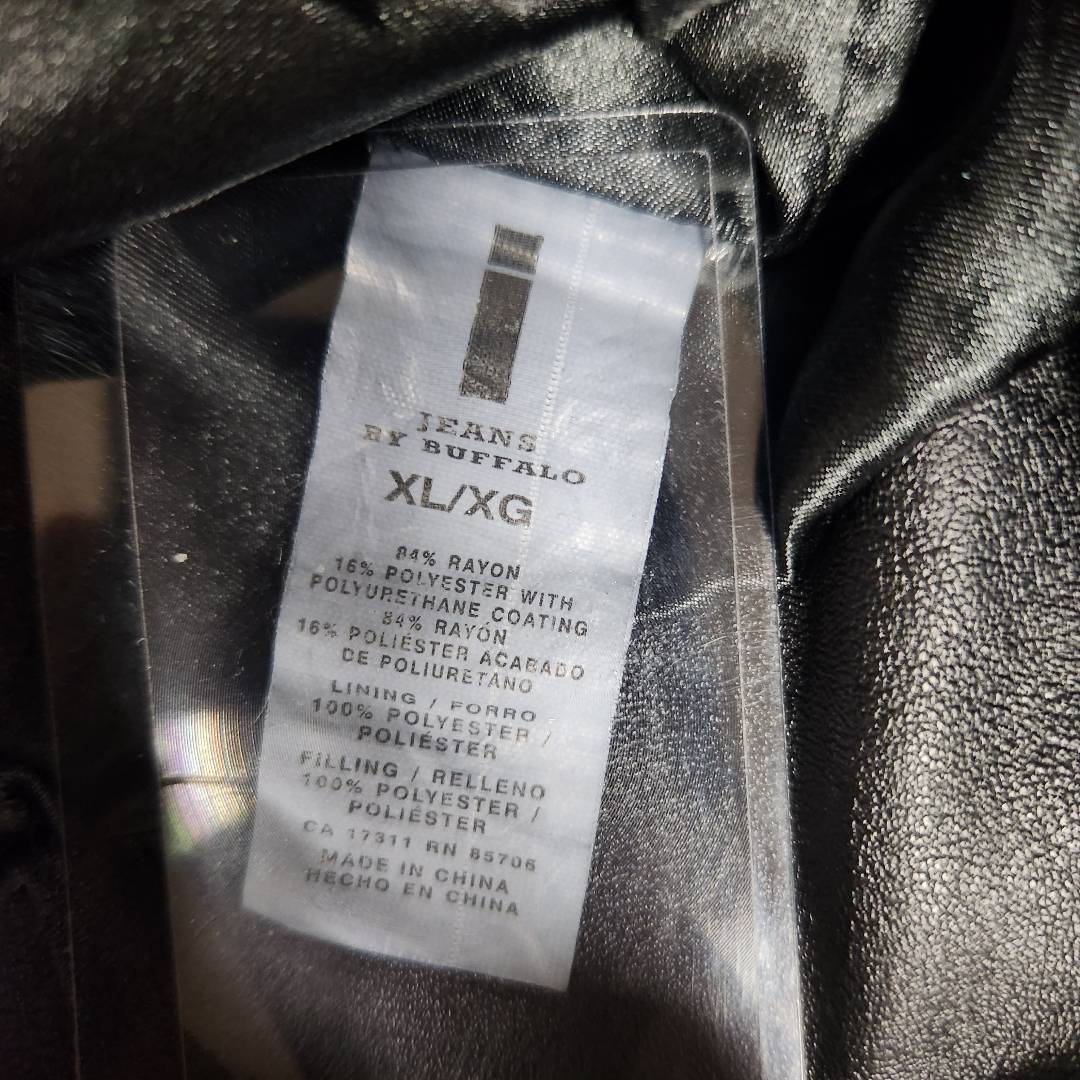 i
JEANS
BY BUFFALO
XL/XG
84% RAYON
16% POLYESTER WITH
POLYURETHANE COATING
84% RAYÓN
16% POLIÉSTER ACABADO
DE POLIURETANO
LINING / FORRO
100% POLYESTER /
POLIÉSTER
FILLING / RELLENO
100% POLYESTER /
POLIÉSTER
CA 17311 RN 85706
MADE IN CHINA
HECHO EN CHINA